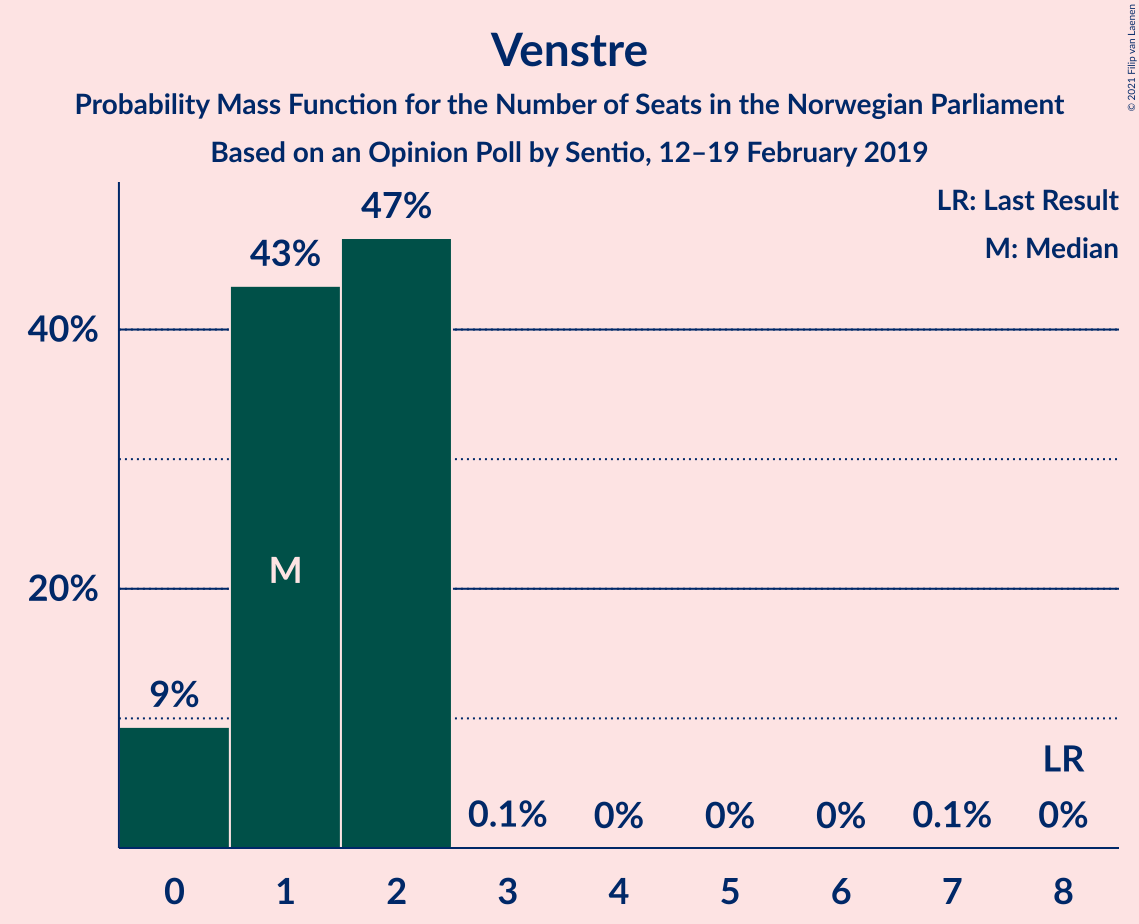 Venstre
Probability Mass Function for the Number of Seats in the Norwegian Parliament
Based on an Opinion Poll by Sentio, 12–19 February 2019
© 2021 Filip van Laenen
LR: Last Result
M: Median
47%
43%
40%
M
20%
9%
LR
0.1% 0% 0% 0% 0.1% 0%
0 1 2 3 4 5 6 7 8